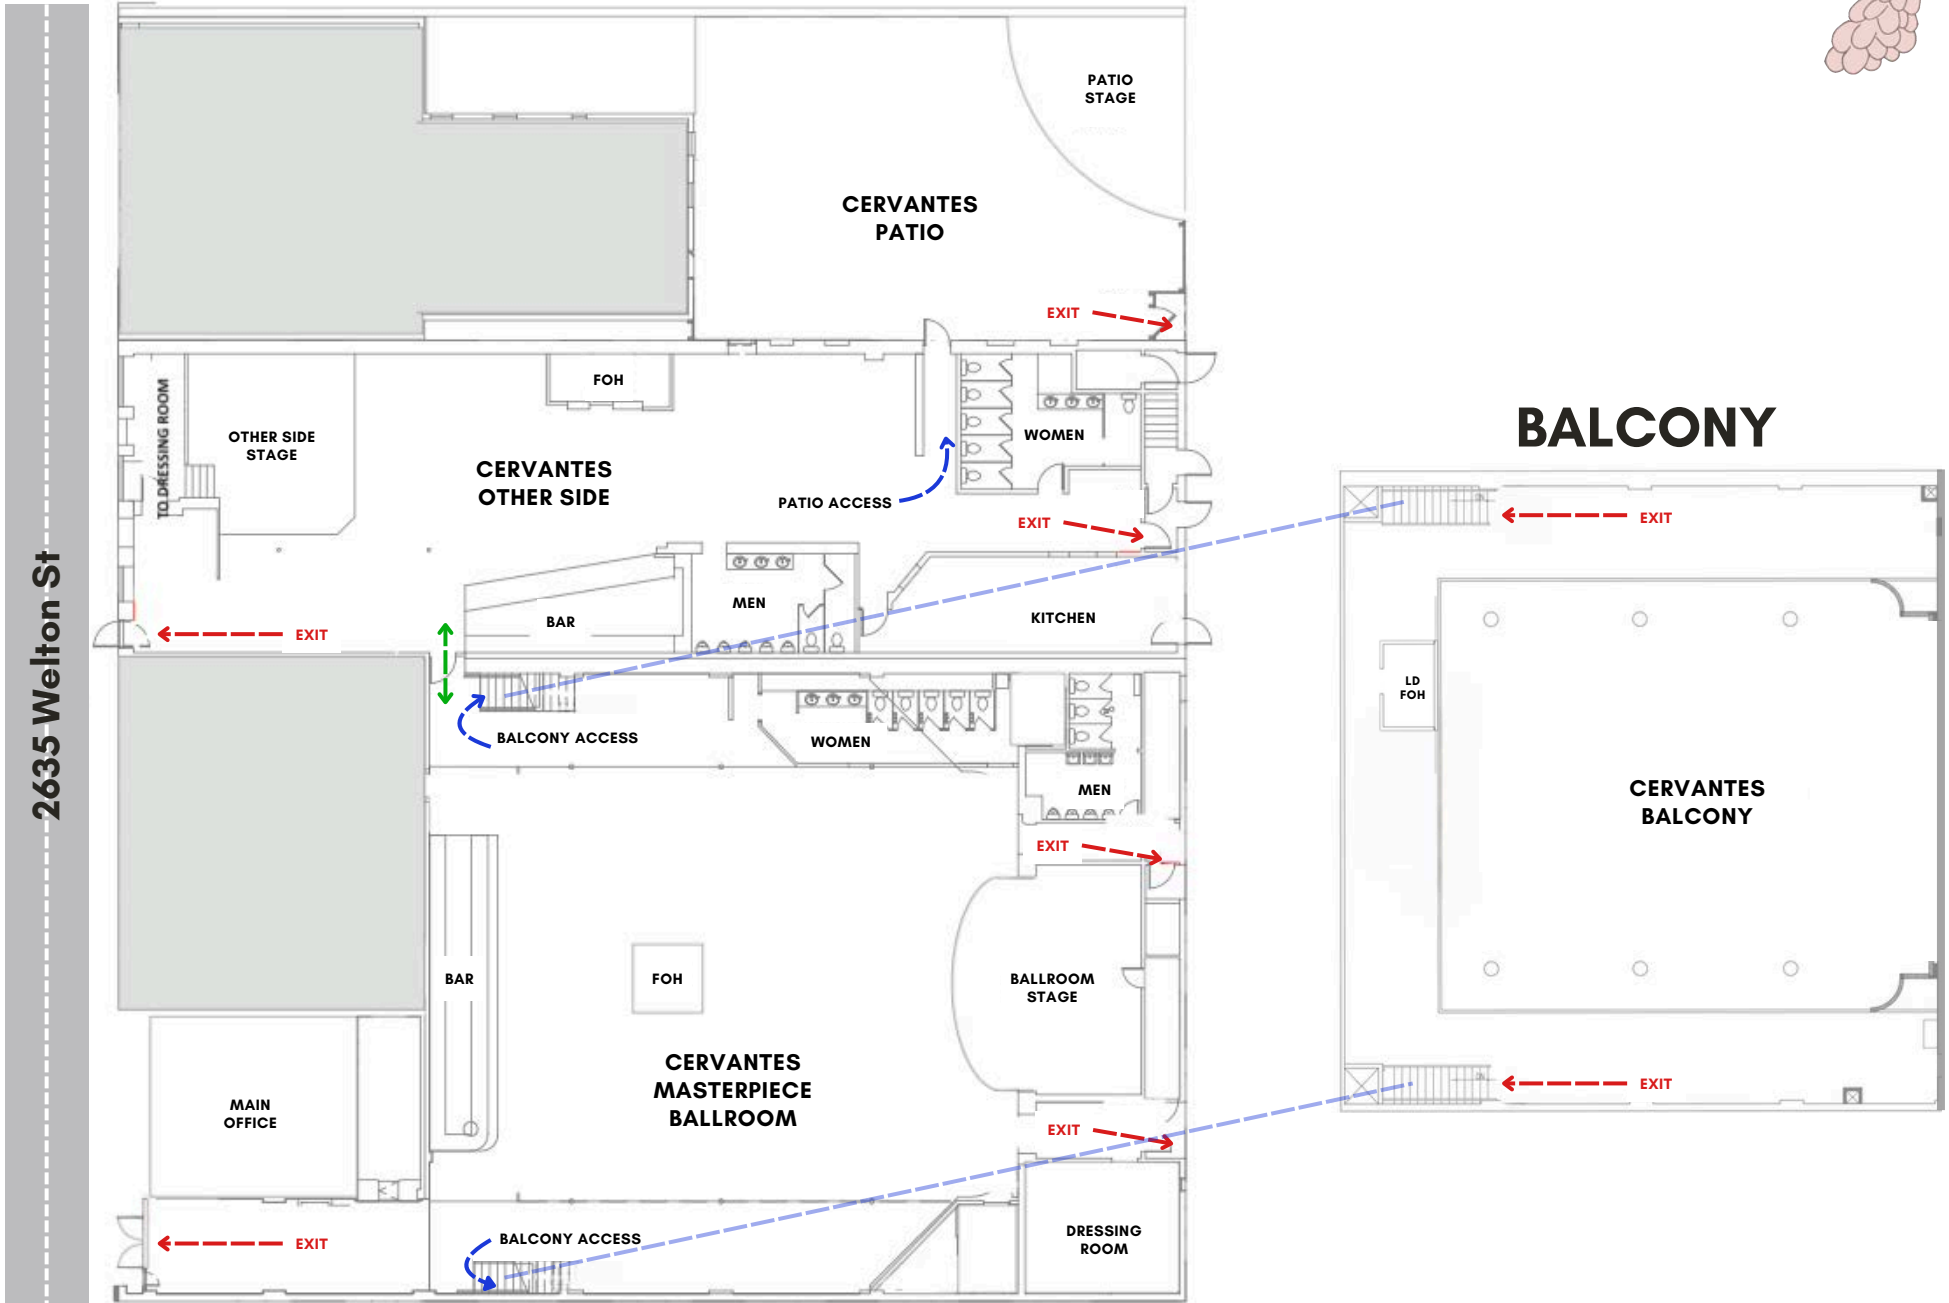 2635 Welton St
PATIO
STAGE
CERVANTES
PATIO
EXIT
TO DRESSING ROOM
OTHER SIDE
STAGE
FOH
CERVANTES
OTHER SIDE
WOMEN
PATIO ACCESS
EXIT
MEN
BAR
KITCHEN
EXIT
BALCONY ACCESS
WOMEN
MEN
EXIT
BAR
FOH
BALLROOM
STAGE
CERVANTES
MASTERPIECE
BALLROOM
MAIN
OFFICE
EXIT
EXIT
BALCONY ACCESS
DRESSING
ROOM
BALCONY
EXIT
LD
FOH
CERVANTES
BALCONY
EXIT